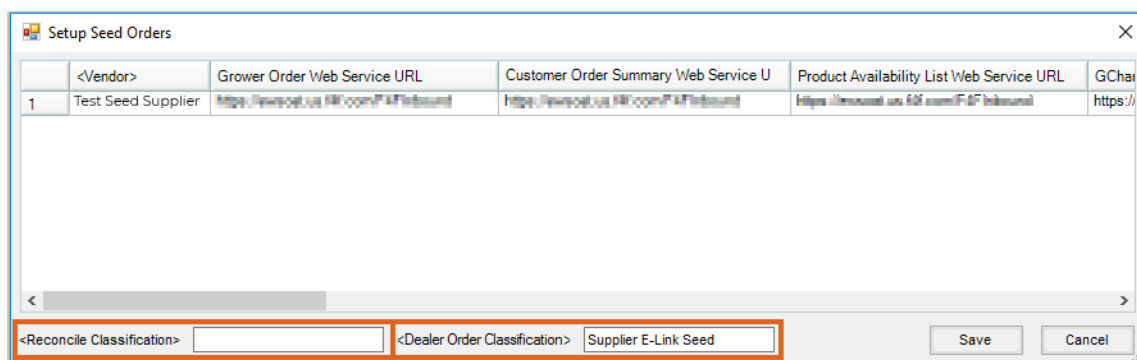 Setup Seed Orders
<Vendor> Grower Order Web Service URL Customer Order Summary Web Service U Product Availability List Web Service URL GChar
1 Test Seed Supplier https:/
<Reconcile Classification> <Dealer Order Classification> Supplier E-Link Seed Save Cancel